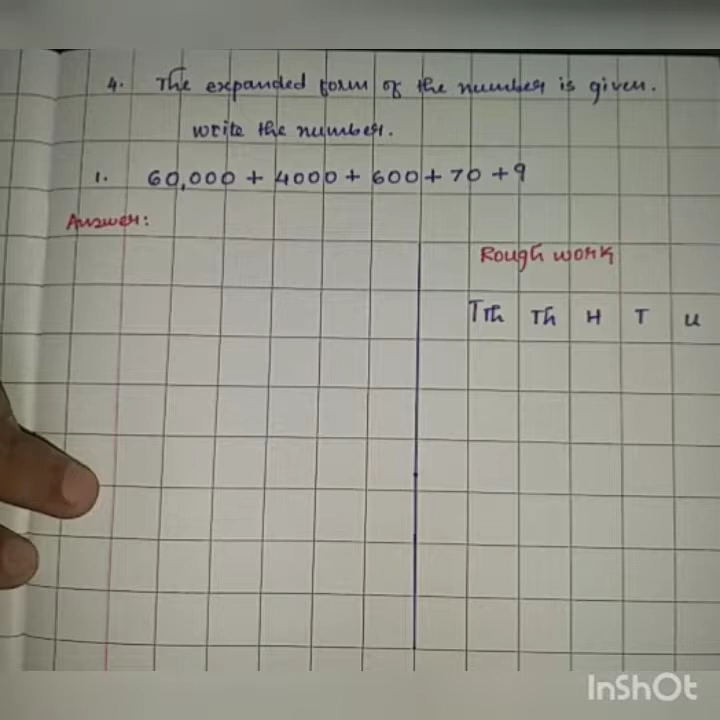 4. The expanded form of the number is given.
write the number.
1. 60,000 + 4000 + 600 + 70 + 9
Answer:
Rough work
TTh Th H T U
InShOt